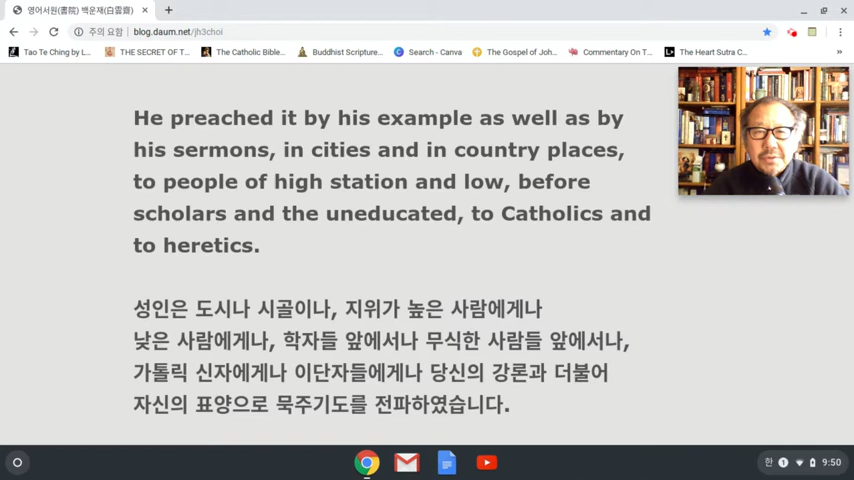 영어서원(書院) 백운재(白雲齋)
주의 요함
blog.daum.net/jh3choi
Tao Te Ching by L...
THE SECRET OF T...
The Catholic Bible...
Buddhist Scripture...
Search - Canva
The Gospel of Joh...
Commentary On T...
The Heart Sutra C...
He preached it by his example as well as by
his sermons, in cities and in country places,
to people of high station and low, before
scholars and the uneducated, to Catholics and
to heretics.
성인은 도시나 시골이나, 지위가 높은 사람에게나
낮은 사람에게나, 학자들 앞에서나 무식한 사람들 앞에서나,
가톨릭 신자에게나 이단자들에게나 당신의 강론과 더불어
자신의 표양으로 묵주기도를 전파하였습니다.
한 1 9:50